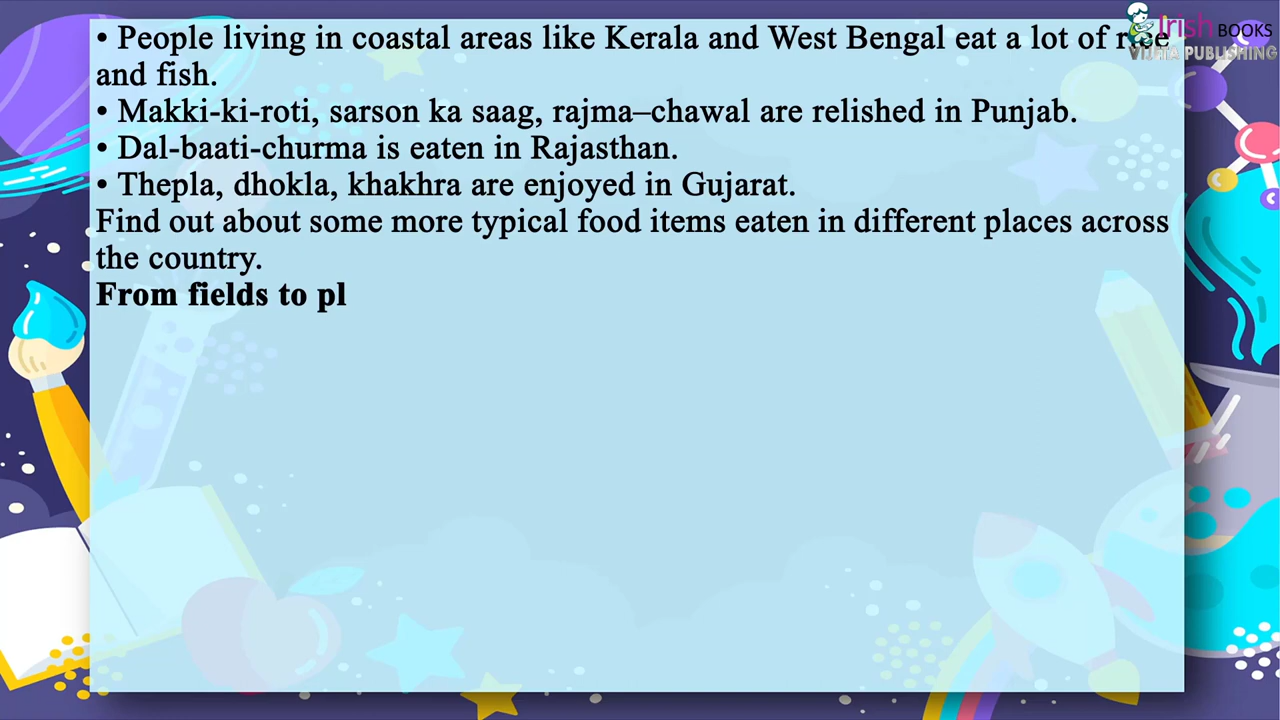 • People living in coastal areas like Kerala and West Bengal eat a lot of rice
and fish.
• Makki-ki-roti, sarson ka saag, rajma–chawal are relished in Punjab.
• Dal-baati-churma is eaten in Rajasthan.
• Thepla, dhokla, khakhra are enjoyed in Gujarat.
Find out about some more typical food items eaten in different places across
the country.
From fields to pl
Irish BOOKS
PUBLISHING